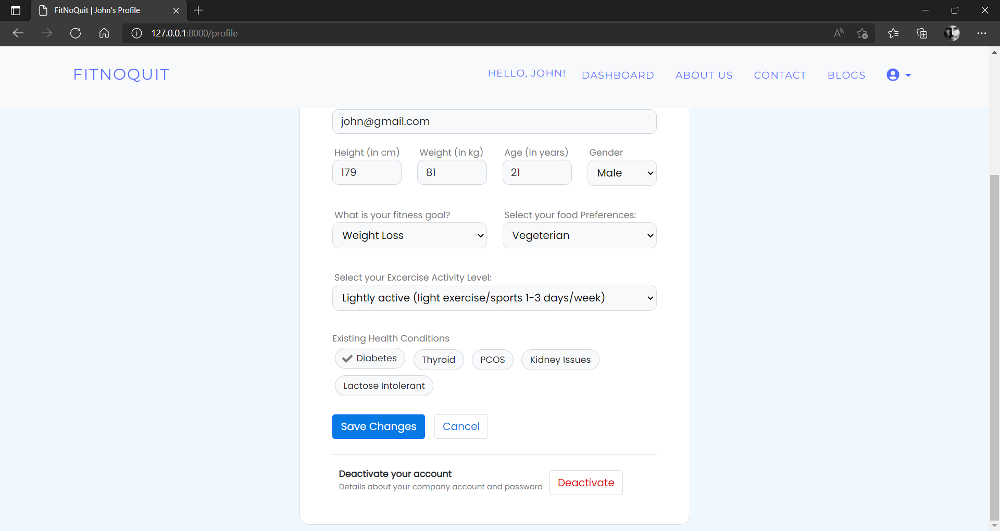 FitNoQuit | John's Profile
127.0.0.1:8000/profile
FITNOQUIT
HELLO, JOHN! DASHBOARD ABOUT US CONTACT BLOGS
john@gmail.com
Height (in cm) Weight (in kg) Age (in years) Gender
179 81 21 Male
What is your fitness goal? Select your food Preferences:
Weight Loss Vegeterian
Select your Excercise Activity Level:
Lightly active (light exercise/sports 1-3 days/week)
Existing Health Conditions
Diabetes Thyroid PCOS Kidney Issues
Lactose Intolerant
Save Changes Cancel
Deactivate your account
Details about your company account and password
Deactivate